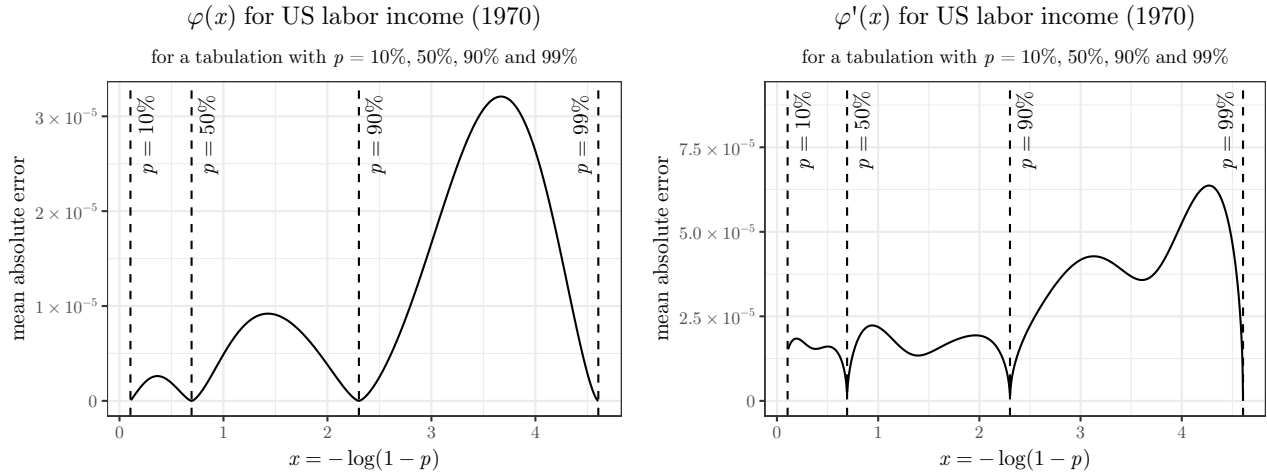 φ(x) for US labor income (1970)
for a tabulation with p = 10%, 50%, 90% and 99%
mean absolute error
3 × 10⁻⁵
2 × 10⁻⁵
1 × 10⁻⁵
0
p = 10%
p = 50%
p = 90%
p = 99%
0 1 2 3 4
x = − log(1 − p)
φ'(x) for US labor income (1970)
for a tabulation with p = 10%, 50%, 90% and 99%
mean absolute error
7.5 × 10⁻⁵
5.0 × 10⁻⁵
2.5 × 10⁻⁵
0
p = 10%
p = 50%
p = 90%
p = 99%
0 1 2 3 4
x = − log(1 − p)